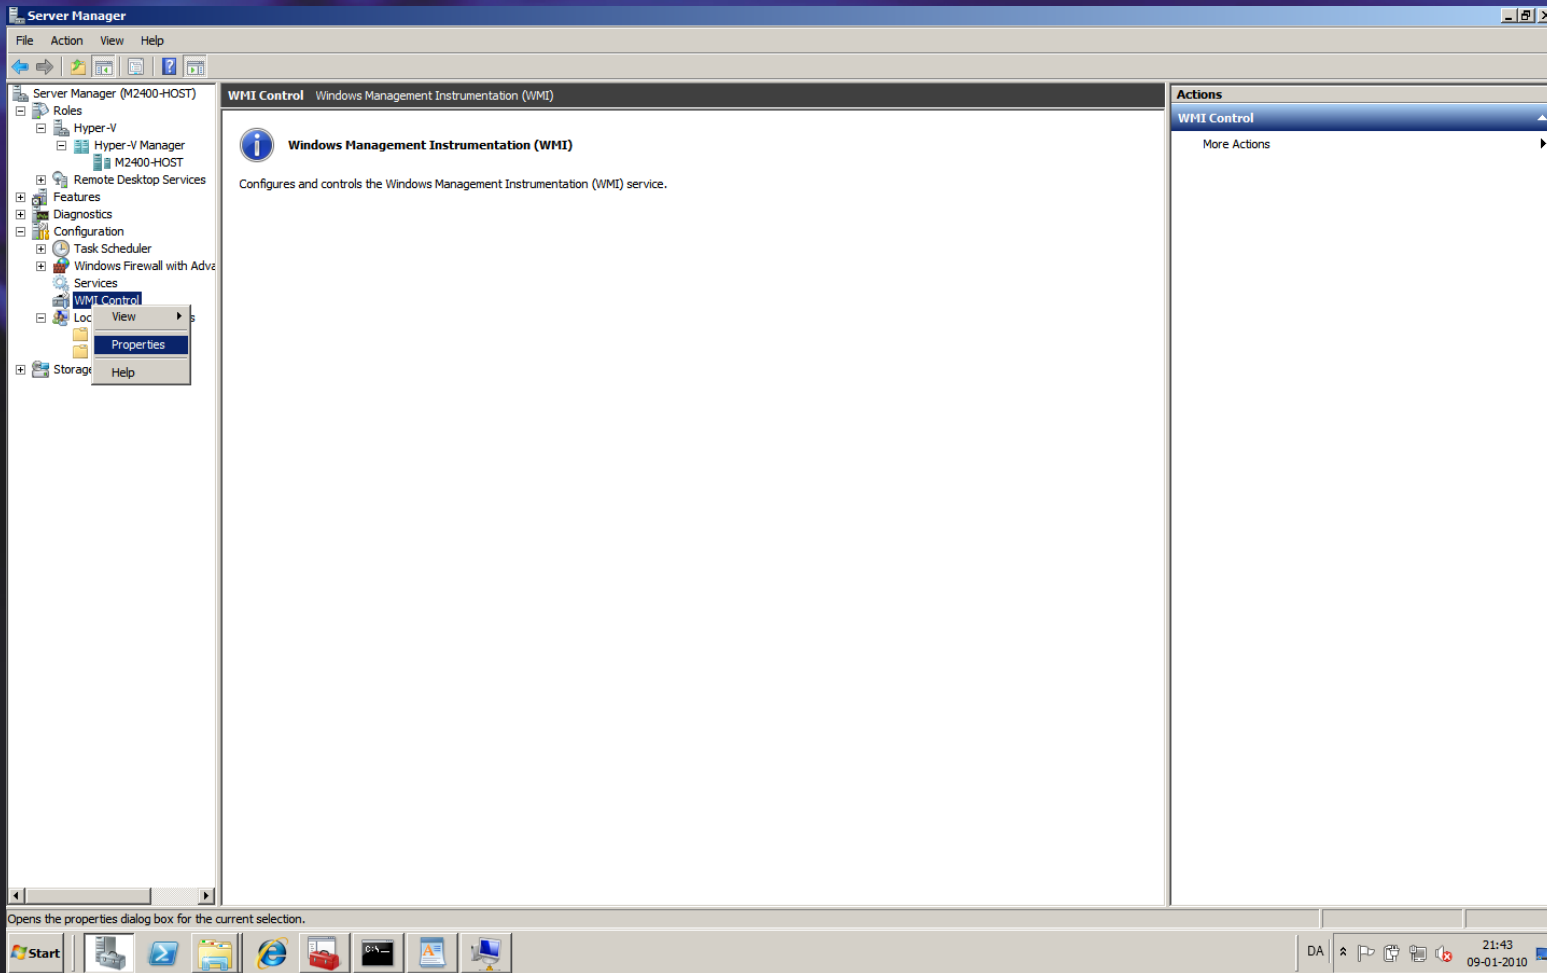 Server Manager
File Action View Help
Server Manager (M2400-HOST)
Roles
Hyper-V
Hyper-V Manager
M2400-HOST
Remote Desktop Services
Features
Diagnostics
Configuration
Task Scheduler
Windows Firewall with Adva
Services
WMI Control
Loc
s
Storage
View
Properties
Help
WMI Control Windows Management Instrumentation (WMI)
Windows Management Instrumentation (WMI)
Configures and controls the Windows Management Instrumentation (WMI) service.
Actions
WMI Control
More Actions
Opens the properties dialog box for the current selection.
Start
C:\_
A
DA
21:43
09-01-2010